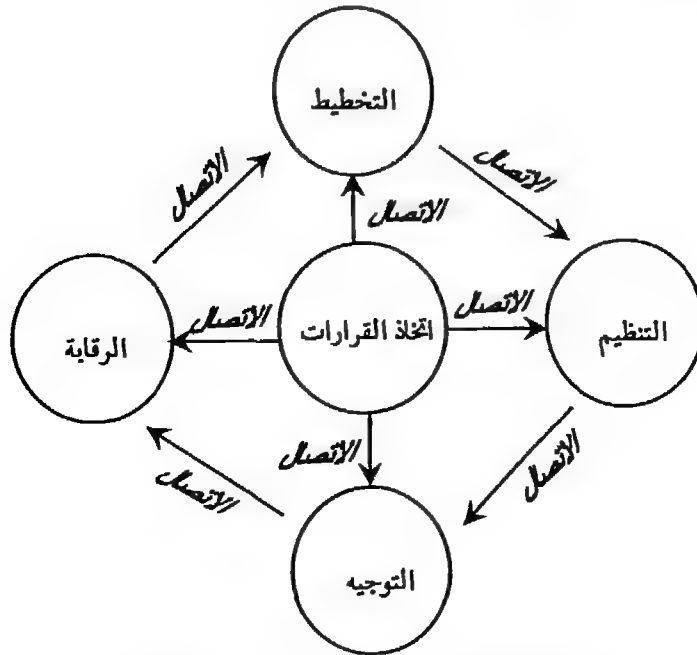 التخطيط
الاتصال
الاتصال
الاتصال
التنظيم
الاتصال
اتخاذ القرارات
الاتصال
الرقابة
الاتصال
الاتصال
الاتصال
التوجيه